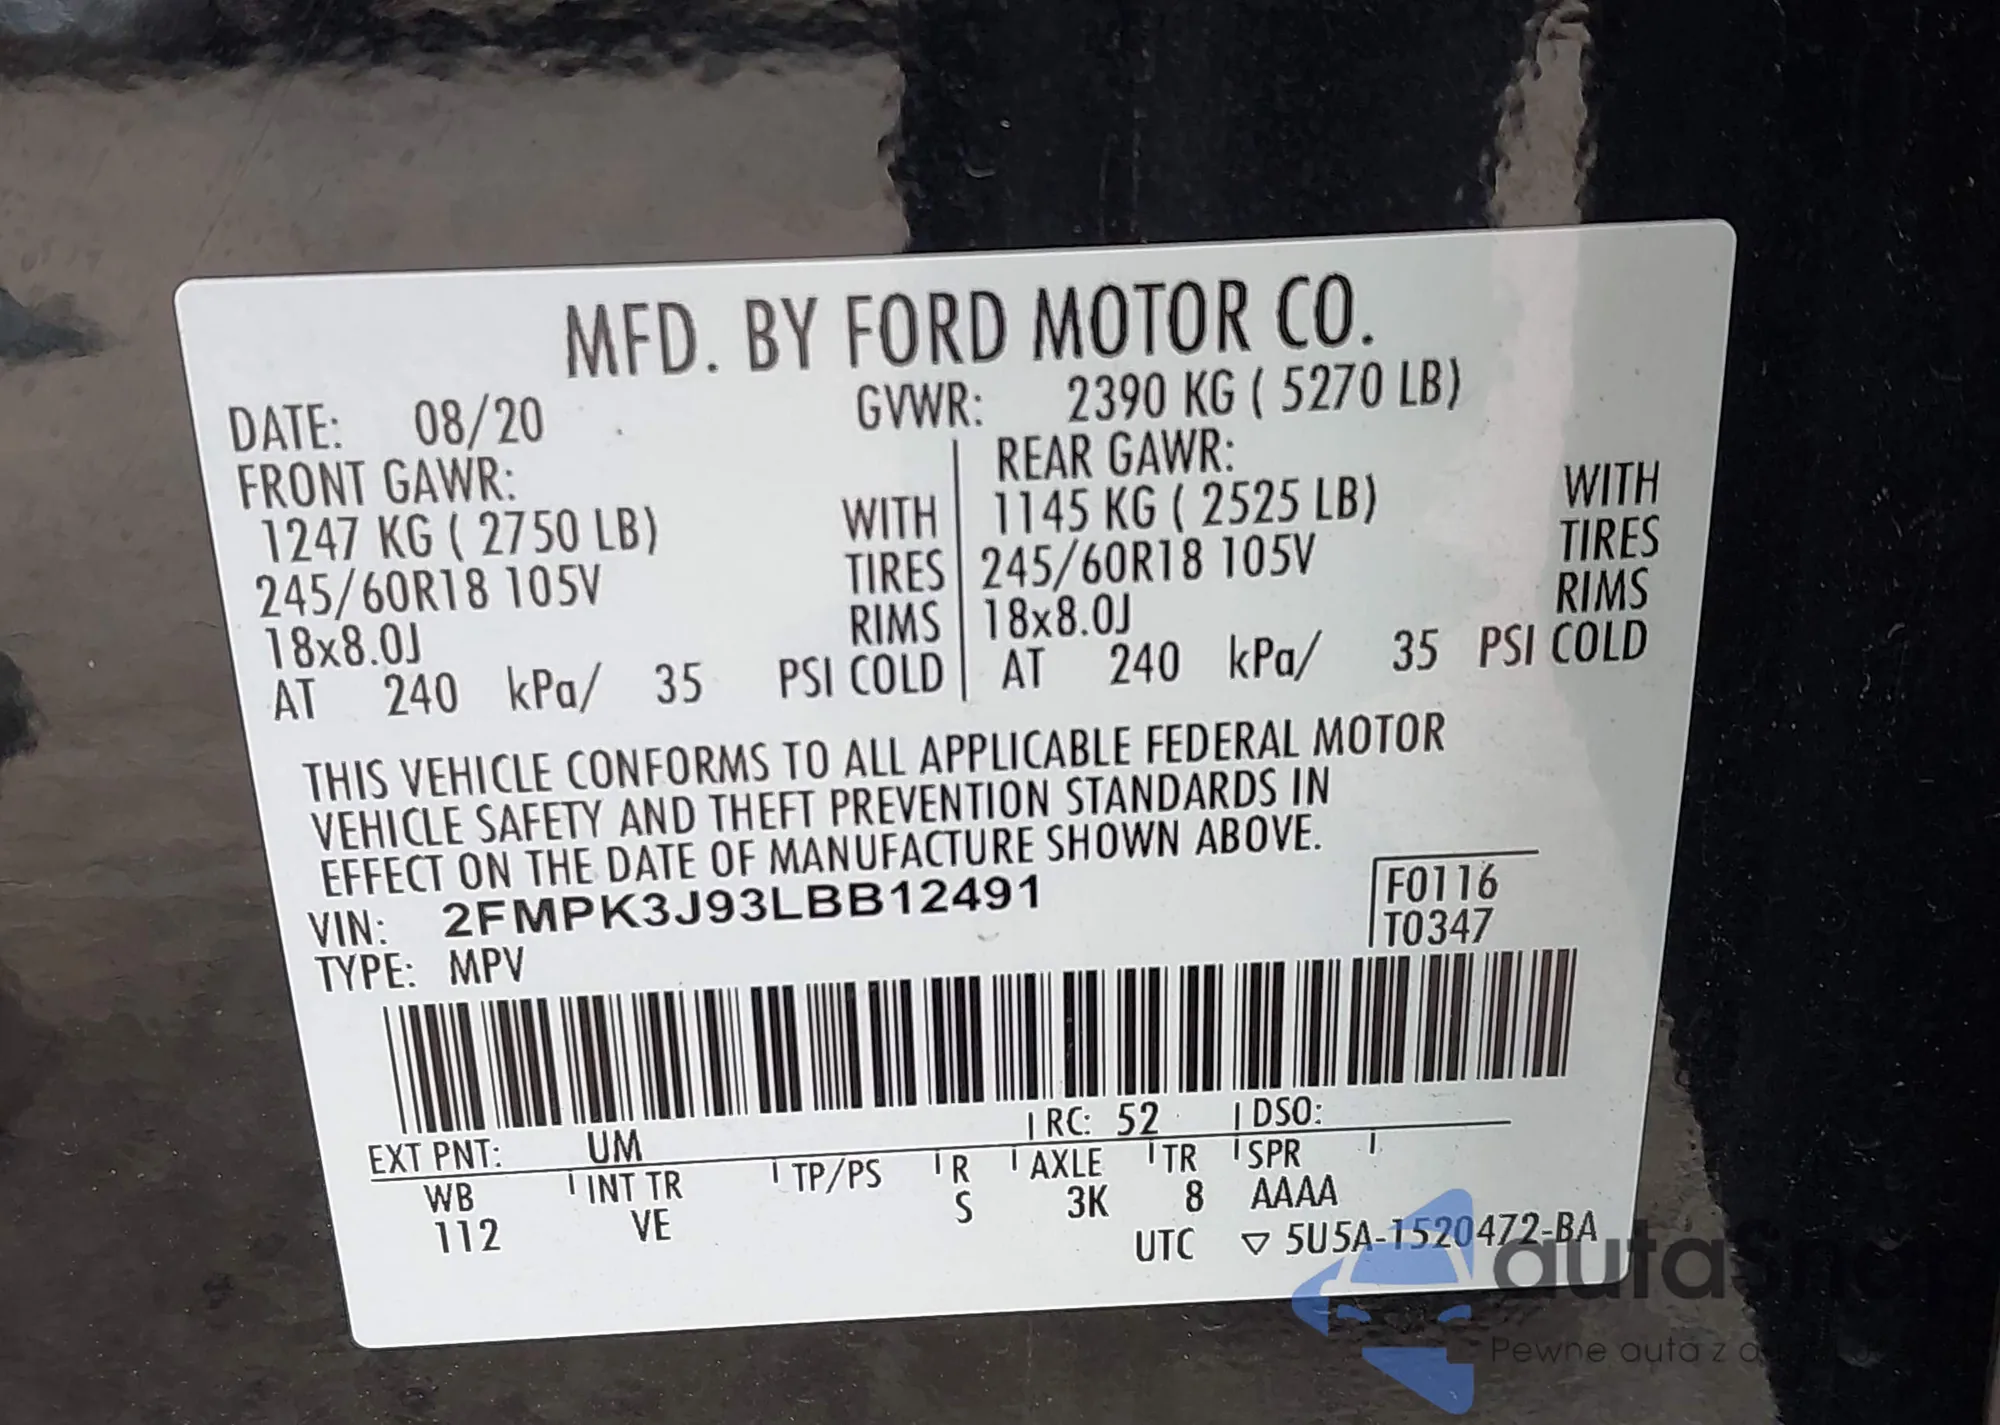 MFD. BY FORD MOTOR CO.
DATE: 08/20 GVWR: 2390 KG ( 5270 LB)
FRONT GAWR: REAR GAWR:
1247 KG ( 2750 LB) WITH 1145 KG ( 2525 LB) WITH
245/60R18 105V TIRES 245/60R18 105V TIRES
18x8.0J RIMS 18x8.0J RIMS
AT 240 kPa/ 35 PSI COLD AT 240 kPa/ 35 PSI COLD
THIS VEHICLE CONFORMS TO ALL APPLICABLE FEDERAL MOTOR
VEHICLE SAFETY AND THEFT PREVENTION STANDARDS IN
EFFECT ON THE DATE OF MANUFACTURE SHOWN ABOVE.
VIN: 2FMPK3J93LBB12491 F0116
TYPE: MPV T0347
EXT PNT: UM RC: 52 DSO:
WB INT TR TP/PS R AXLE TR SPR
112 VE S 3K 8 AAAA
UTC ▽ 5U5A-1520472-BA
Pewne auta z